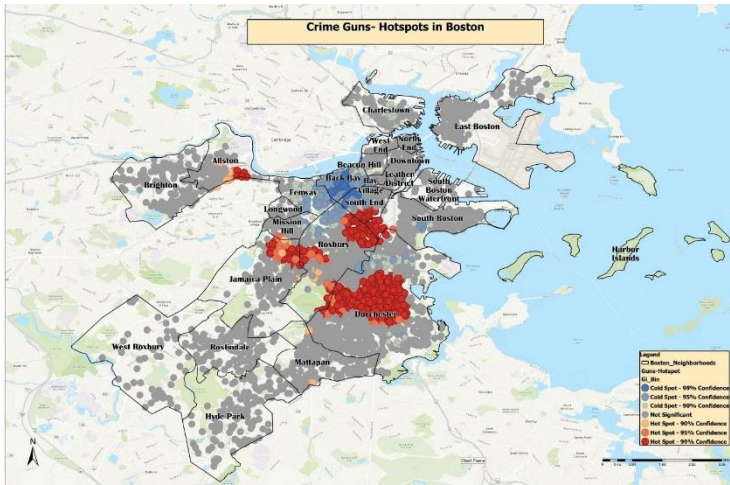 Crime Guns- Hotspots in Boston
Charlestown
East Boston
West
End
North
End
Allston
Beacon Hill
Downtown
Brighton
Back Bay
Bay
Village
Leather
District
Fenway
South
Boston
Waterfront
Longwood
South End
South Boston
Mission
Hill
Roxbury
Harbor
Islands
Jamaica Plain
Dorchester
West Roxbury
Roslindale
Mattapan
Hyde Park
Legend
Boston_Neighborhoods
Guns-Hotspot
Gi_Bin
Cold Spot - 99% Confidence
Cold Spot - 95% Confidence
Cold Spot - 90% Confidence
Not Significant
Hot Spot - 90% Confidence
Hot Spot - 95% Confidence
Hot Spot - 99% Confidence
N